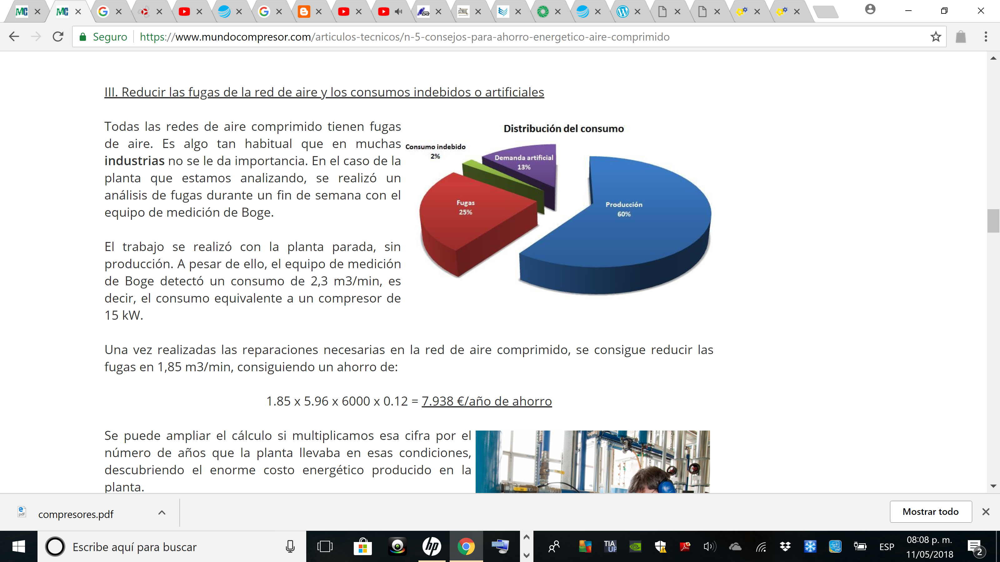 Seguro
https://www.mundocompresor.com/articulos-tecnicos/n-5-consejos-para-ahorro-energetico-aire-comprimido
III. Reducir las fugas de la red de aire y los consumos indebidos o artificiales
Todas las redes de aire comprimido tienen fugas
de aire. Es algo tan habitual que en muchas
industrias no se le da importancia. En el caso de la
planta que estamos analizando, se realizó un
análisis de fugas durante un fin de semana con el
equipo de medición de Boge.
El trabajo se realizó con la planta parada, sin
producción. A pesar de ello, el equipo de medición
de Boge detectó un consumo de 2,3 m3/min, es
decir, el consumo equivalente a un compresor de
15 kW.
Distribución del consumo
Consumo indebido
2%
Demanda artificial
13%
Fugas
25%
Producción
60%
Una vez realizadas las reparaciones necesarias en la red de aire comprimido, se consigue reducir las
fugas en 1,85 m3/min, consiguiendo un ahorro de:
1.85 x 5.96 x 6000 x 0.12 = 7.938 €/año de ahorro
Se puede ampliar el cálculo si multiplicamos esa cifra por el
número de años que la planta llevaba en esas condiciones,
descubriendo el enorme costo energético producido en la
planta.
pdf
compresores.pdf
Mostrar todo
Escribe aquí para buscar
hp
TIA
UP
ESP
08:08 p. m.
11/05/2018
2